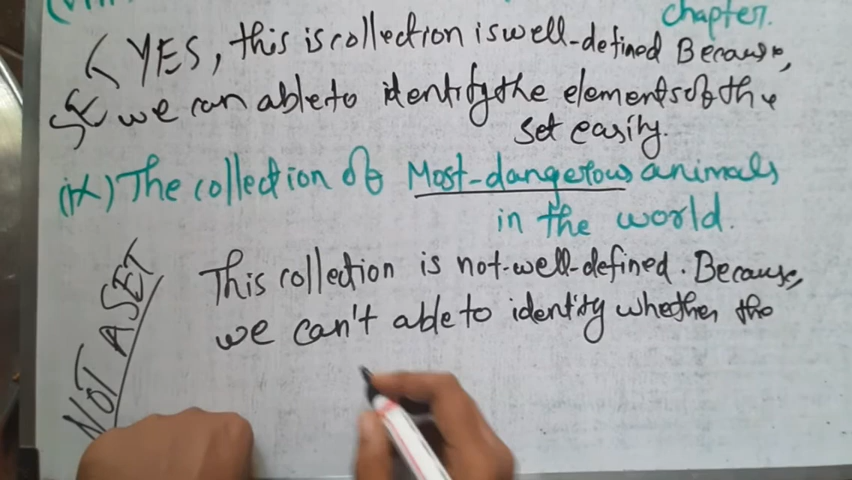 chapter.
YES, this is collection is well-defined Because,
we can able to identify the elements of the
set easily.
(ix) The collection of Most-dangerous animals
in the world.
This collection is not-well-defined. Because,
we can't able to identify whether the
NOT A SET